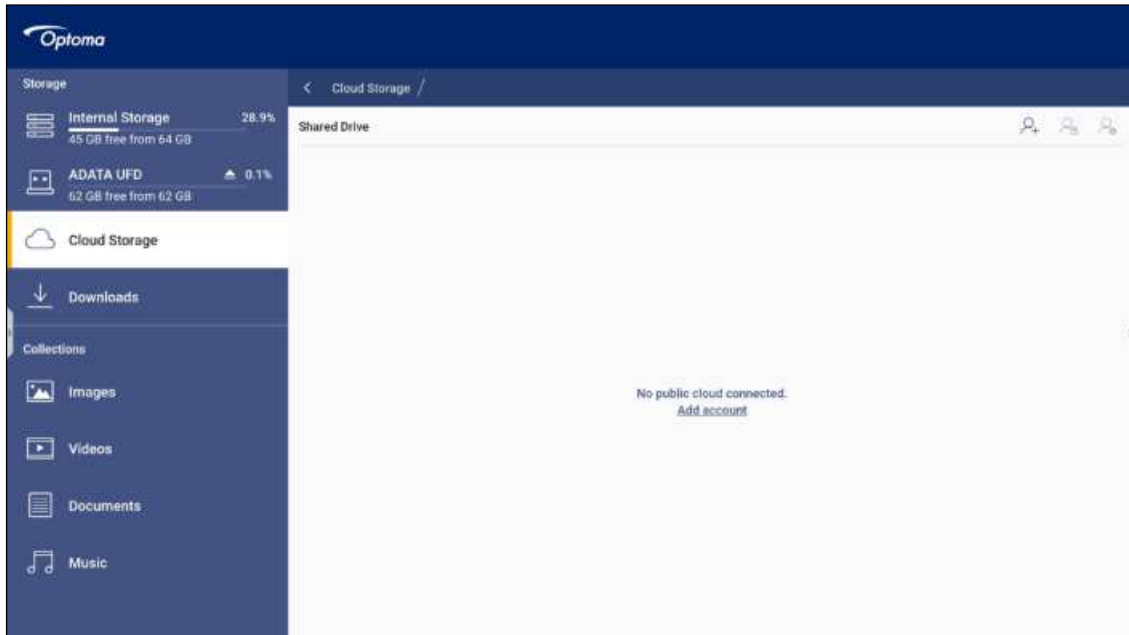 Optoma
Storage
Internal Storage 28.9%
45 GB free from 64 GB
ADATA UFD 0.1%
62 GB free from 62 GB
Cloud Storage
Downloads
Collections
Images
Videos
Documents
Music
Cloud Storage /
Shared Drive
No public cloud connected.
Add account